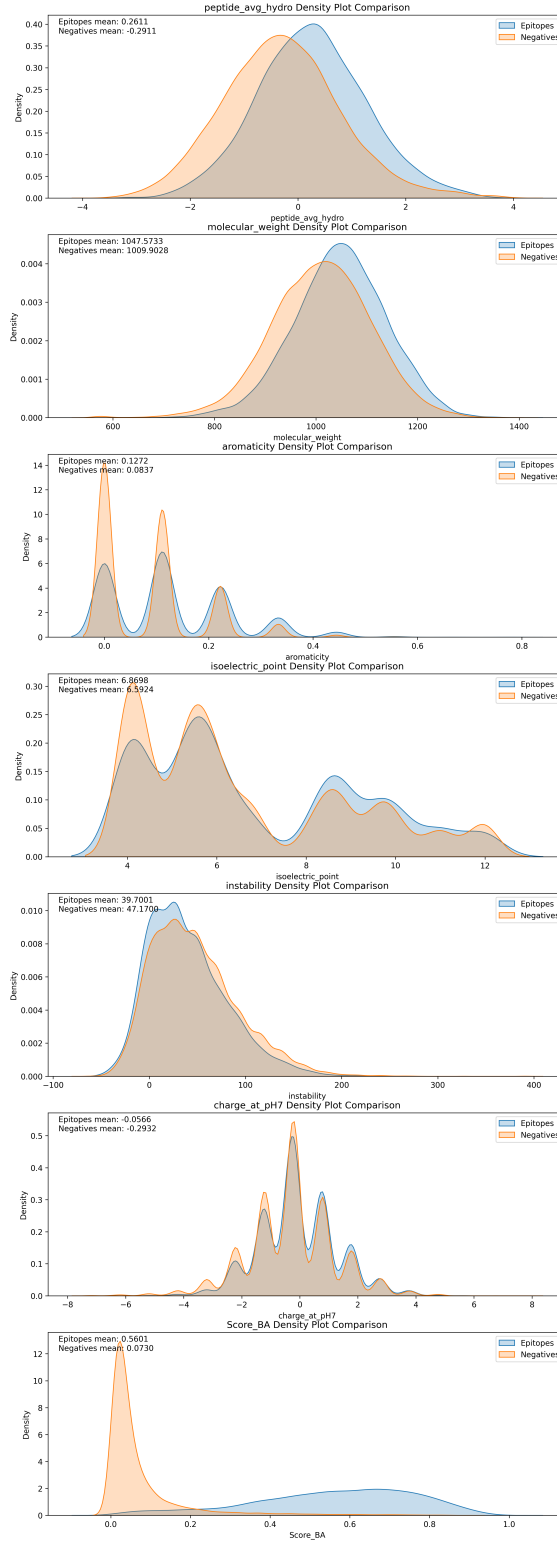 peptide_avg_hydro Density Plot Comparison
Epitopes mean: 0.2611
Negatives mean: -0.2911
Epitopes
Negatives
0.40
0.35
0.30
0.25
0.20
0.15
0.10
0.05
0.00
Density
−4 −2 0 2 4
peptide_avg_hydro
molecular_weight Density Plot Comparison
Epitopes mean: 1047.5733
Negatives mean: 1009.9028
Epitopes
Negatives
0.004
0.003
0.002
0.001
0.000
Density
600 800 1000 1200 1400
molecular_weight
aromaticity Density Plot Comparison
Epitopes mean: 0.1272
Negatives mean: 0.0837
Epitopes
Negatives
14
12
10
8
6
4
2
0
Density
0.0 0.2 0.4 0.6 0.8
aromaticity
isoelectric_point Density Plot Comparison
Epitopes mean: 6.8698
Negatives mean: 6.5924
Epitopes
Negatives
0.30
0.25
0.20
0.15
0.10
0.05
0.00
Density
4 6 8 10 12
isoelectric_point
instability Density Plot Comparison
Epitopes mean: 39.7001
Negatives mean: 47.1700
Epitopes
Negatives
0.010
0.008
0.006
0.004
0.002
0.000
Density
−100 0 100 200 300 400
instability
charge_at_pH7 Density Plot Comparison
Epitopes mean: -0.0566
Negatives mean: -0.2932
Epitopes
Negatives
0.5
0.4
0.3
0.2
0.1
0.0
Density
−8 −6 −4 −2 0 2 4 6 8
charge_at_pH7
Score_BA Density Plot Comparison
Epitopes mean: 0.5601
Negatives mean: 0.0730
Epitopes
Negatives
12
10
8
6
4
2
0
Density
0.0 0.2 0.4 0.6 0.8 1.0
Score_BA